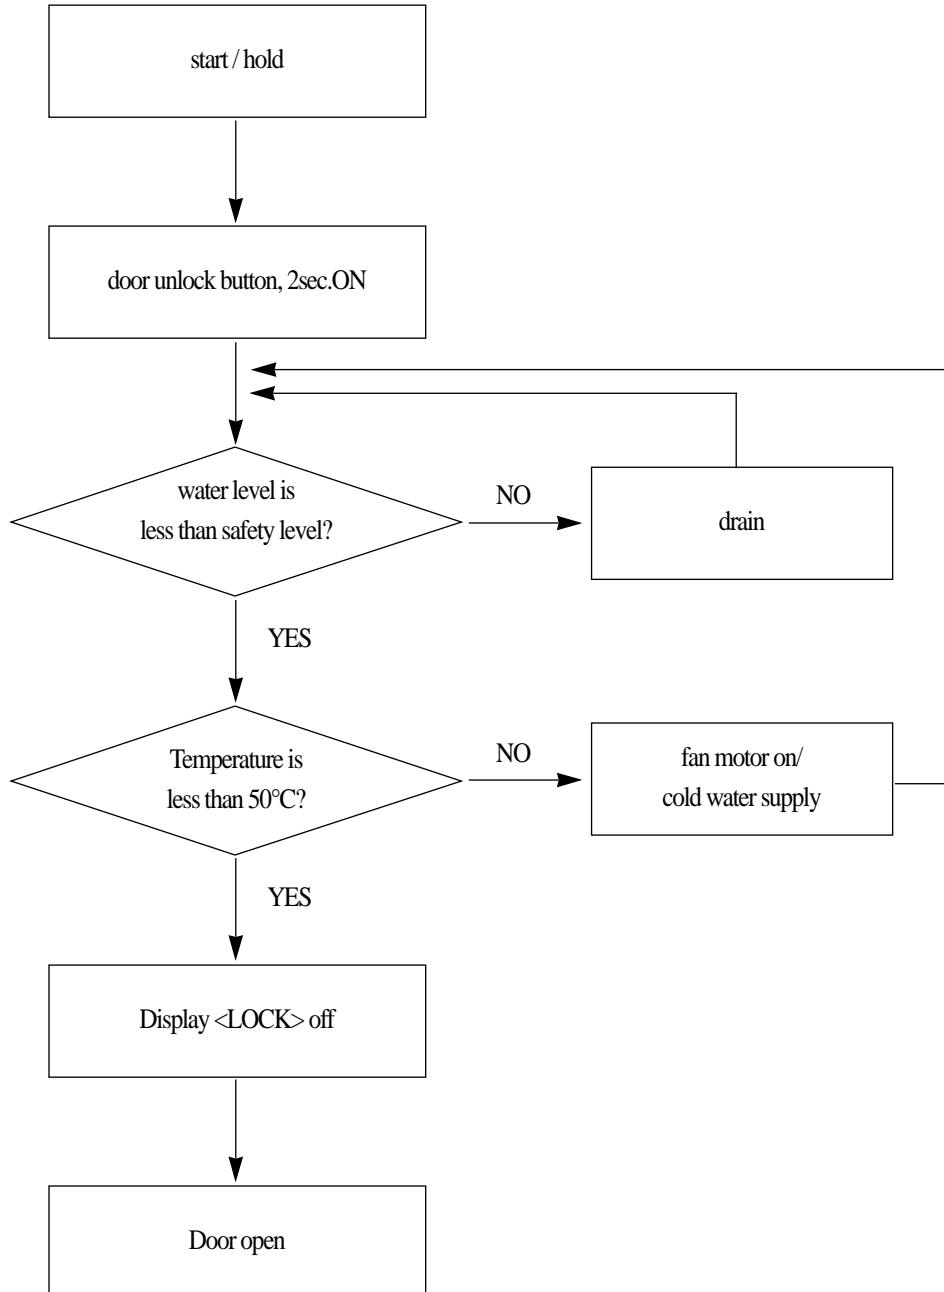 start / hold
door unlock button, 2sec.ON
water level is
less than safety level?
NO
drain
YES
Temperature is
less than 50°C?
NO
fan motor on/
cold water supply
YES
Display <LOCK> off
Door open